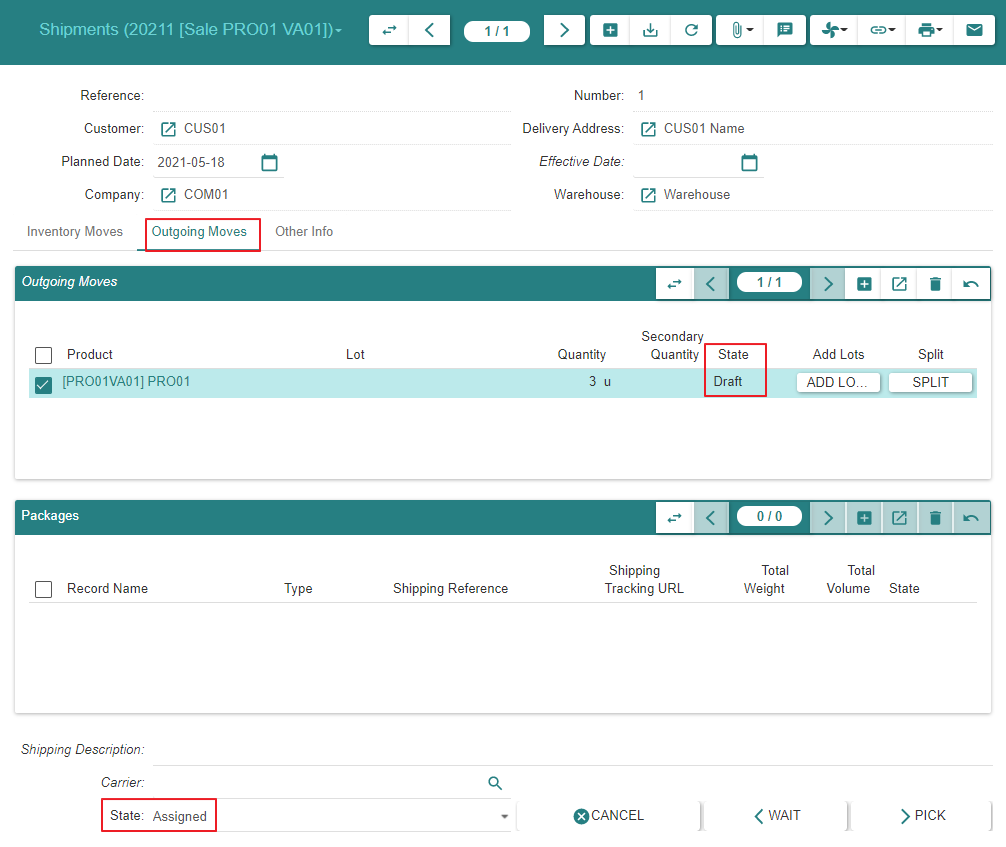 Shipments (20211 [Sale PRO01 VA01])
1 / 1
Reference:
Number: 1
Customer: CUS01
Delivery Address: CUS01 Name
Planned Date: 2021-05-18
Effective Date:
Company: COM01
Warehouse: Warehouse
Inventory Moves Outgoing Moves Other Info
Outgoing Moves 1 / 1
Product Lot Quantity Secondary Quantity State Add Lots Split
[PRO01VA01] PRO01 3 u Draft ADD LO... SPLIT
Packages 0 / 0
Record Name Type Shipping Reference Shipping Tracking URL Total Weight Total Volume State
Shipping Description:
Carrier:
State: Assigned CANCEL WAIT PICK